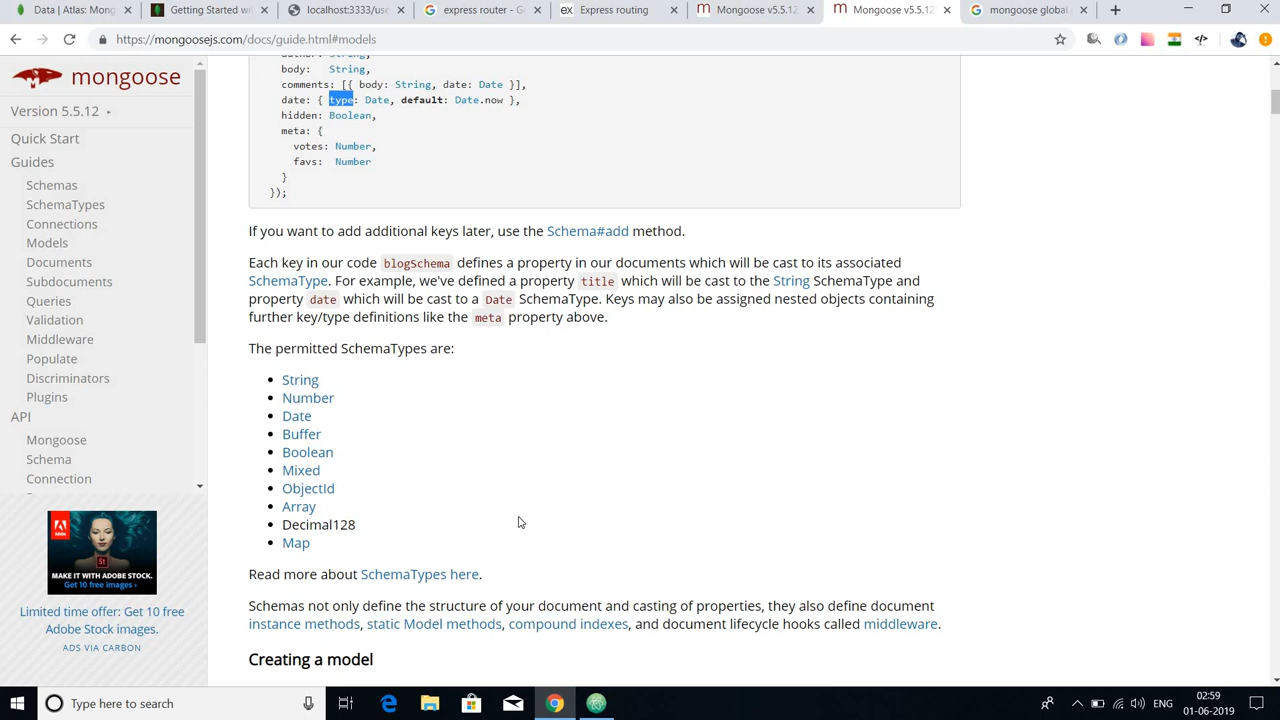 Data | Atlas: Mong
Getting Started wi
localhost:3333/use
express router - G
Express routing
Mongoose v5.5.12
Mongoose v5.5.12
mongoose global
https://mongoosejs.com/docs/guide.html#models
mongoose
Version 5.5.12
Quick Start
Guides
Schemas
SchemaTypes
Connections
Models
Documents
Subdocuments
Queries
Validation
Middleware
Populate
Discriminators
Plugins
API
Mongoose
Schema
Connection
MAKE IT WITH ADOBE STOCK.
Get 10 free images ›
Limited time offer: Get 10 free
Adobe Stock images.
ADS VIA CARBON
author: String,
body: String,
comments: [{ body: String, date: Date }],
date: { type: Date, default: Date.now },
hidden: Boolean,
meta: {
votes: Number,
favs: Number
}
});
If you want to add additional keys later, use the Schema#add method.
Each key in our code blogSchema defines a property in our documents which will be cast to its associated
SchemaType. For example, we've defined a property title which will be cast to the String SchemaType and
property date which will be cast to a Date SchemaType. Keys may also be assigned nested objects containing
further key/type definitions like the meta property above.
The permitted SchemaTypes are:
String
Number
Date
Buffer
Boolean
Mixed
ObjectId
Array
Decimal128
Map
Read more about SchemaTypes here.
Schemas not only define the structure of your document and casting of properties, they also define document
instance methods, static Model methods, compound indexes, and document lifecycle hooks called middleware.
Creating a model
Type here to search
ENG
02:59
01-06-2019